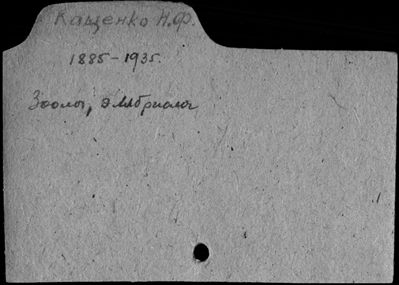 Кащенко Н.Ф.
1885-1935.
Зоолог, эмбриолог